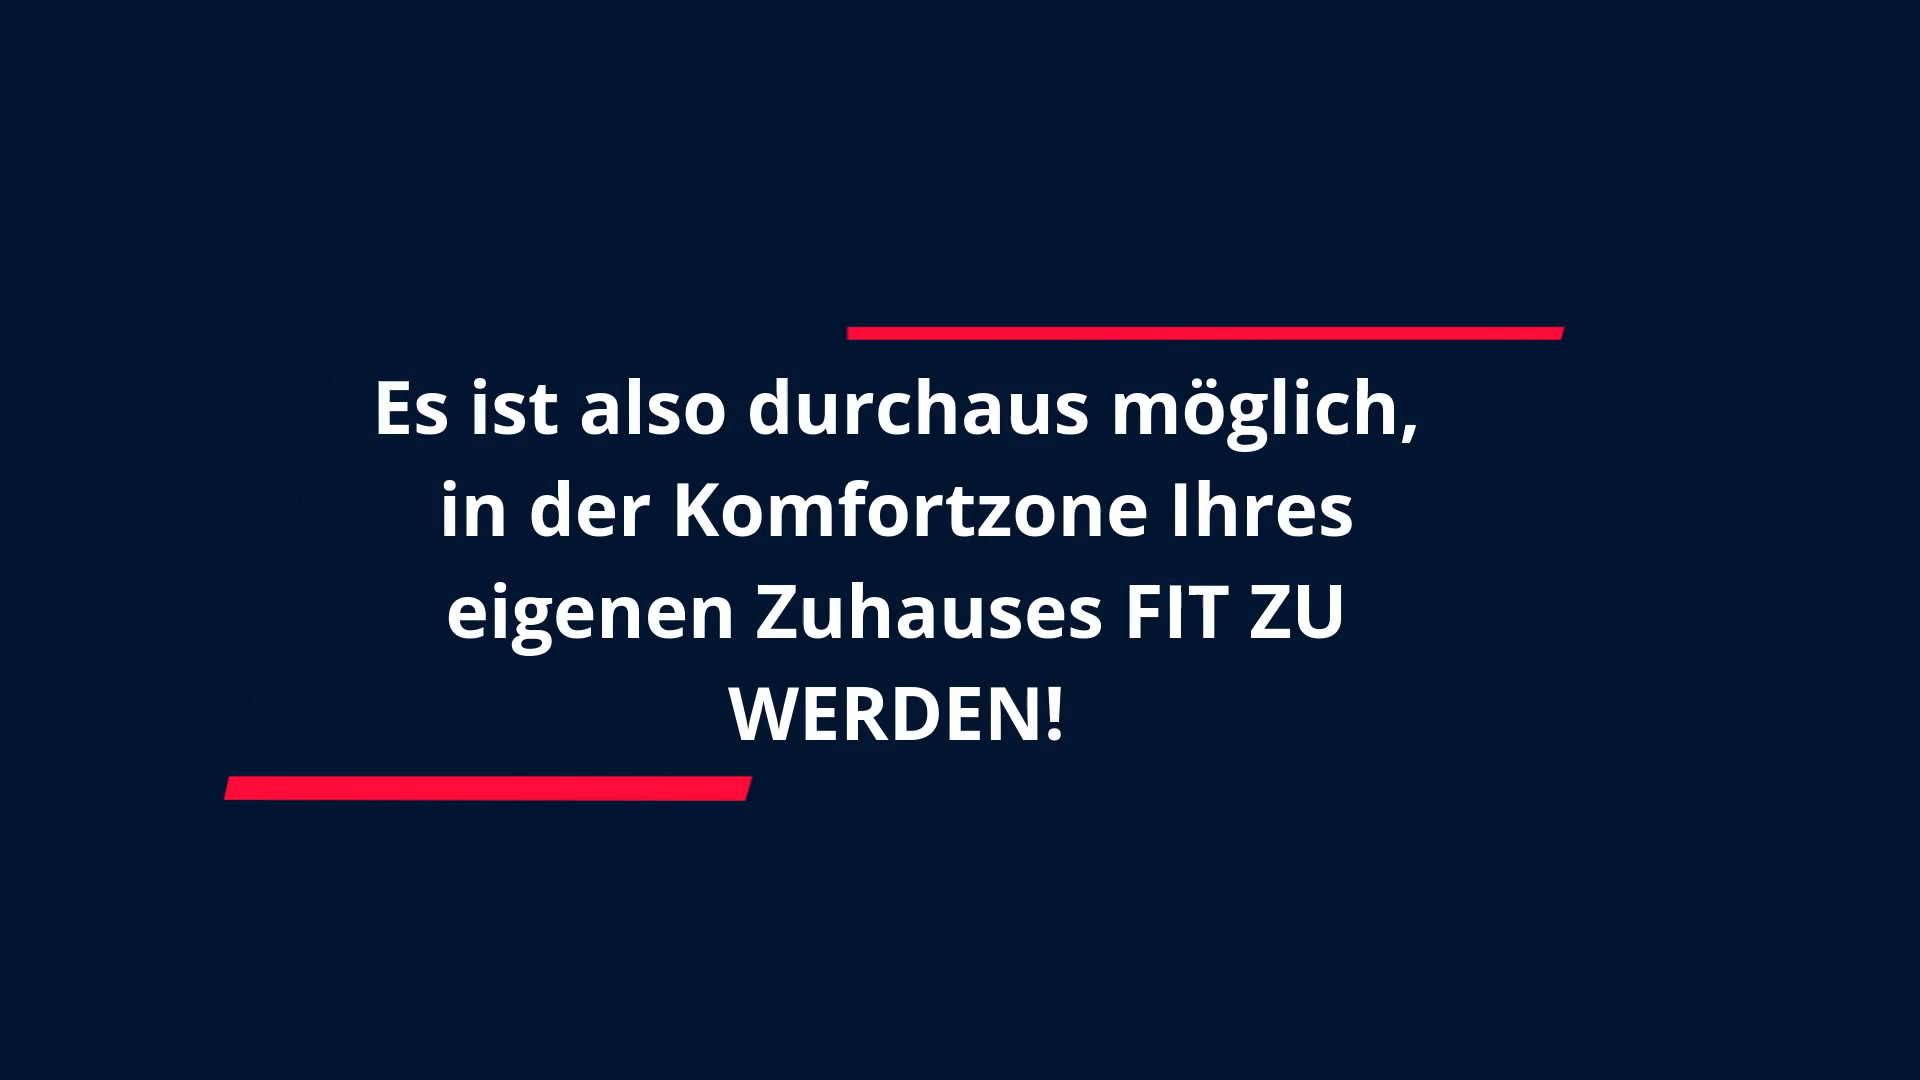 Es ist also durchaus möglich,
in der Komfortzone Ihres
eigenen Zuhauses FIT ZU
WERDEN!